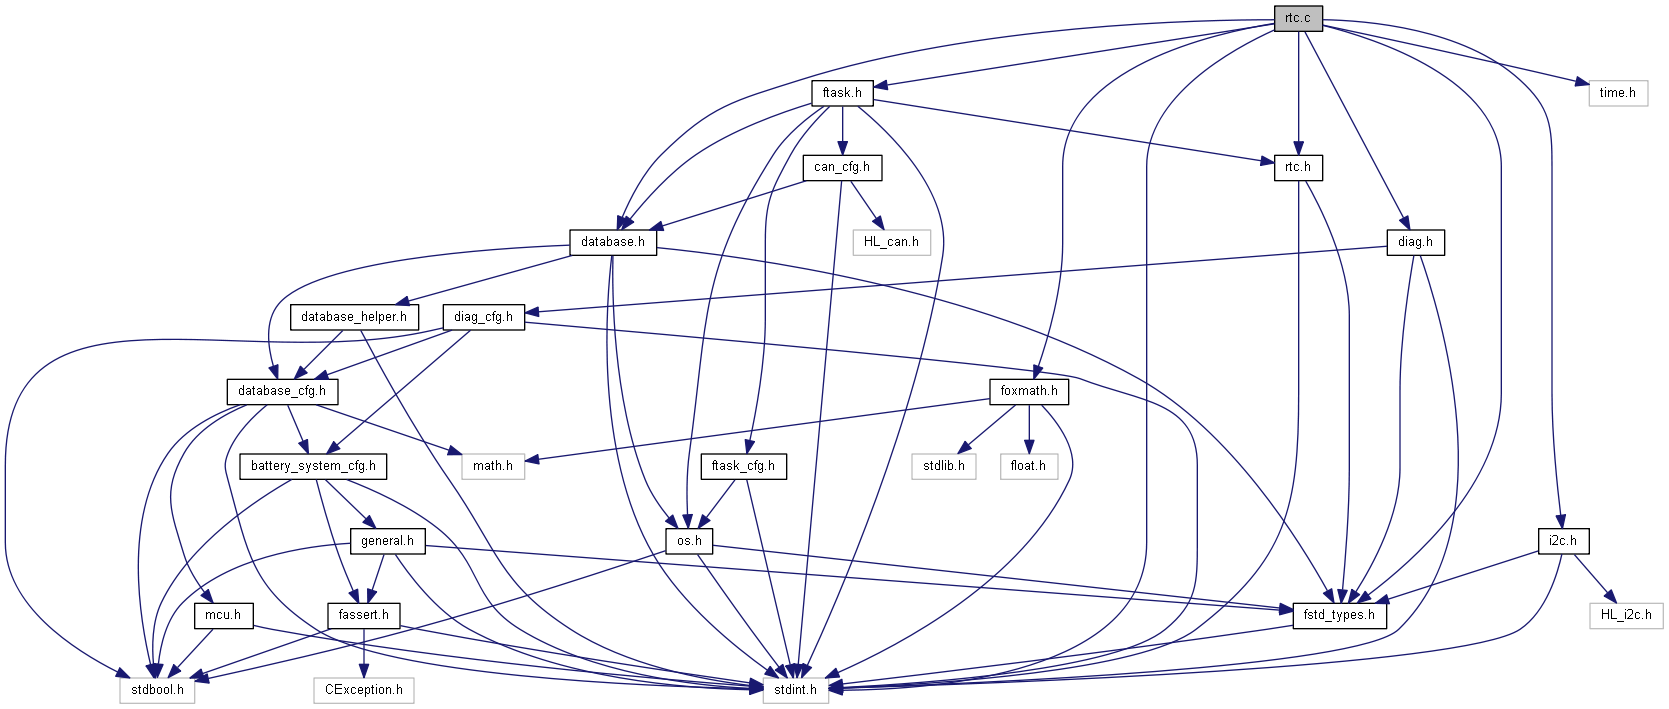 rtc.c
ftask.h
time.h
can_cfg.h
rtc.h
database.h
HL_can.h
diag.h
database_helper.h
diag_cfg.h
database_cfg.h
foxmath.h
battery_system_cfg.h
math.h
ftask_cfg.h
stdlib.h
float.h
general.h
os.h
i2c.h
mcu.h
fassert.h
fstd_types.h
HL_i2c.h
stdbool.h
CException.h
stdint.h